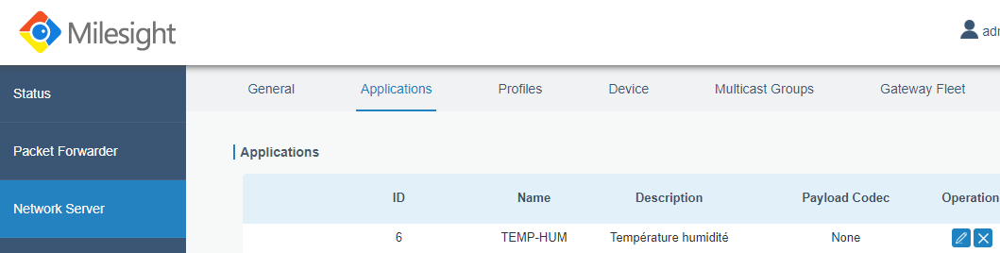 Milesight
adm
Status
General Applications Profiles Device Multicast Groups Gateway Fleet
Packet Forwarder
Applications
ID Name Description Payload Codec Operation
Network Server
6 TEMP-HUM Température humidité None